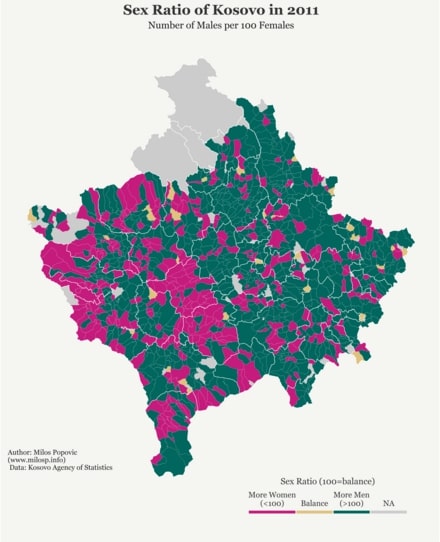 Sex Ratio of Kosovo in 2011
Number of Males per 100 Females
Author: Milos Popovic
(www.milosp.info)
Data: Kosovo Agency of Statistics
Sex Ratio (100=balance)
More Women Balance More Men NA
(<100) (>100)